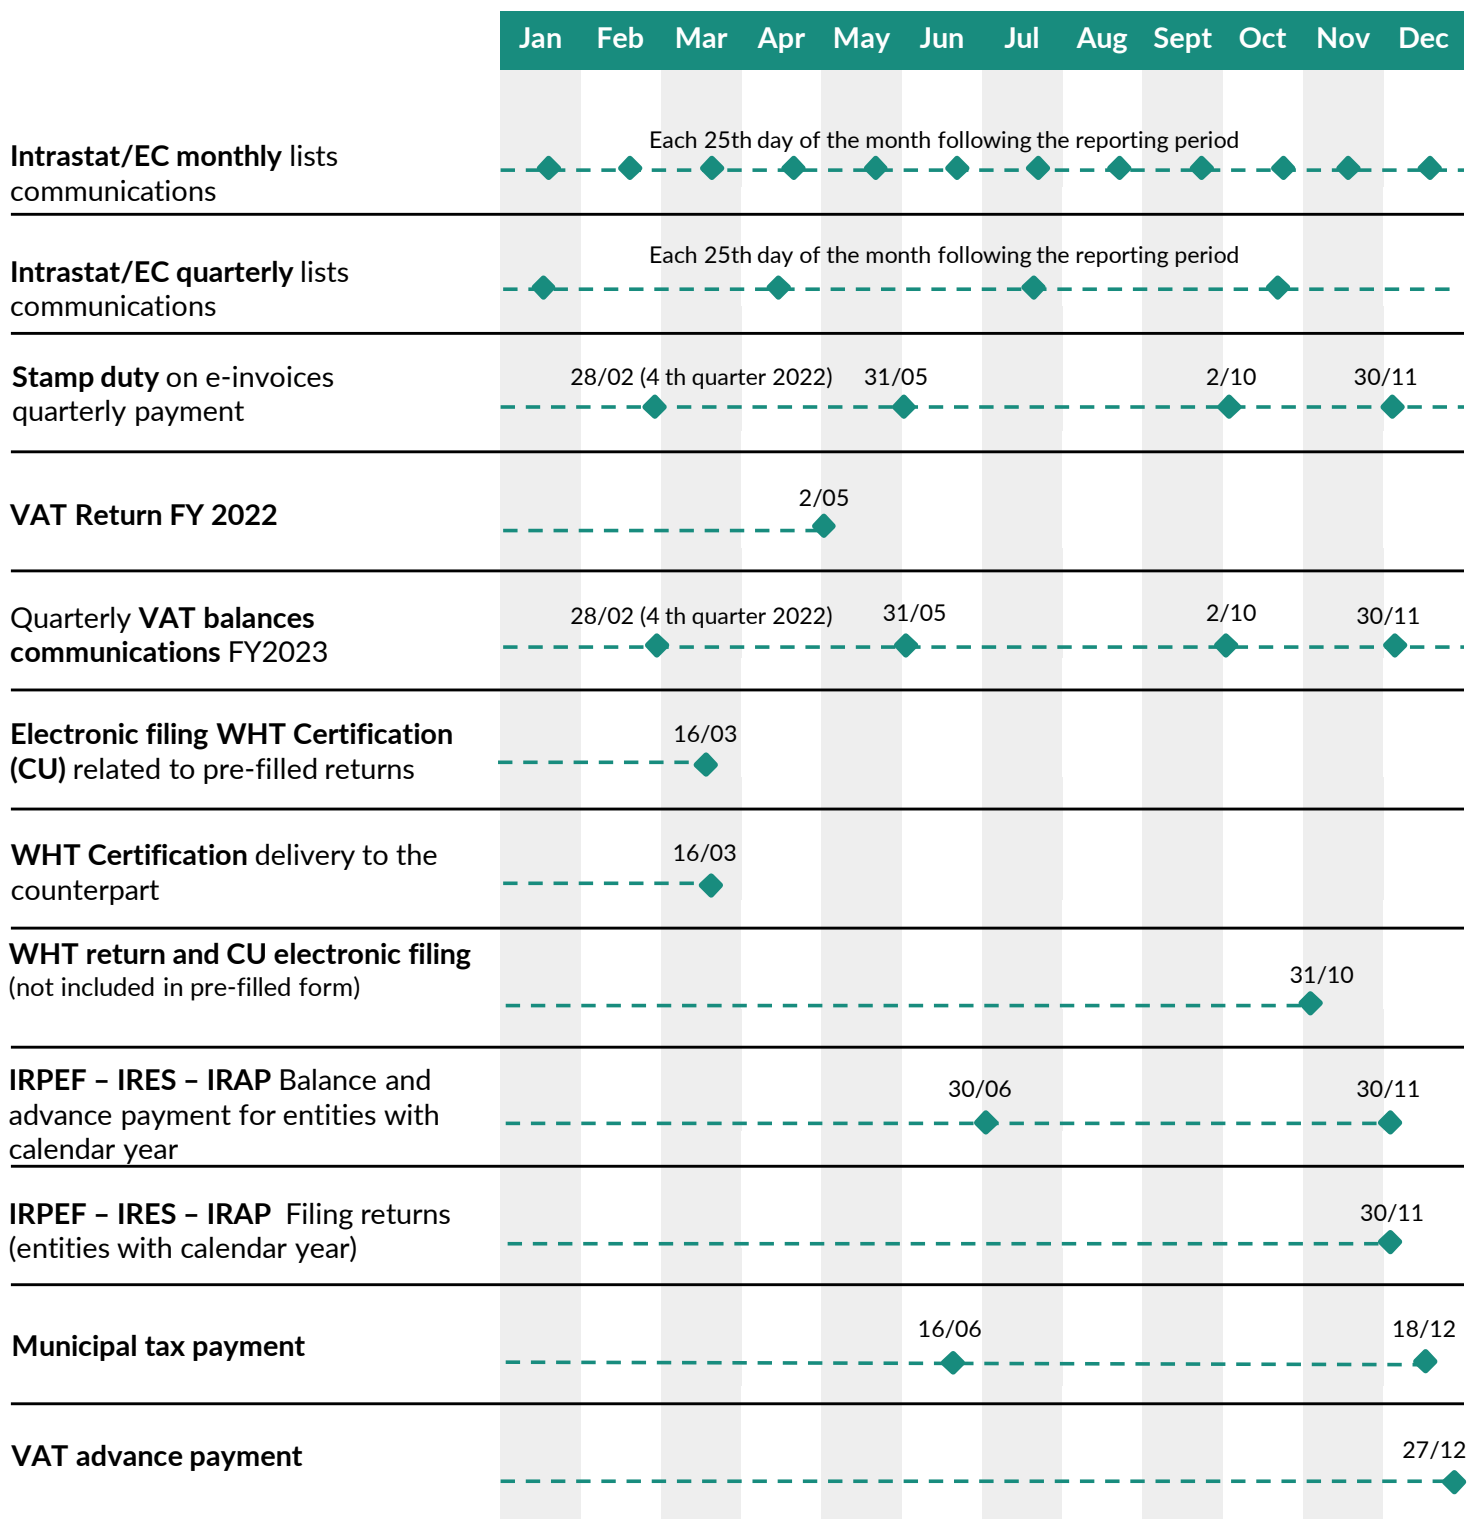 Jan Feb Mar Apr May Jun Jul Aug Sept Oct Nov Dec
Each 25th day of the month following the reporting period
Intrastat/EC monthly lists
communications
Each 25th day of the month following the reporting period
Intrastat/EC quarterly lists
communications
Stamp duty on e-invoices
quarterly payment
28/02 (4 th quarter 2022) 31/05 2/10 30/11
2/05
VAT Return FY 2022
Quarterly VAT balances
communications FY2023
28/02 (4 th quarter 2022) 31/05 2/10 30/11
Electronic filing WHT Certification
(CU) related to pre-filled returns
16/03
WHT Certification delivery to the
counterpart
16/03
WHT return and CU electronic filing
(not included in pre-filled form)
31/10
IRPEF – IRES – IRAP Balance and
advance payment for entities with
calendar year
30/06 30/11
IRPEF – IRES – IRAP Filing returns
(entities with calendar year)
30/11
Municipal tax payment
16/06 18/12
VAT advance payment
27/12